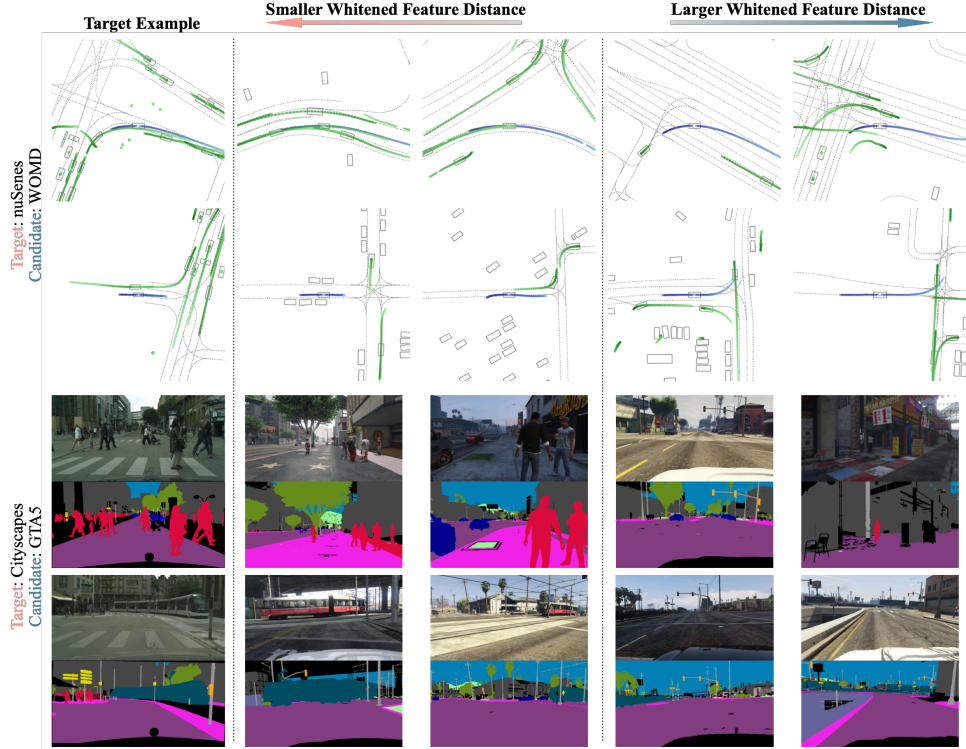 Smaller Whitened Feature Distance
Larger Whitened Feature Distance
Target Example
Target: nuSenes
Candidate: WOMD
Target: Cityscapes
Candidate: GTA5